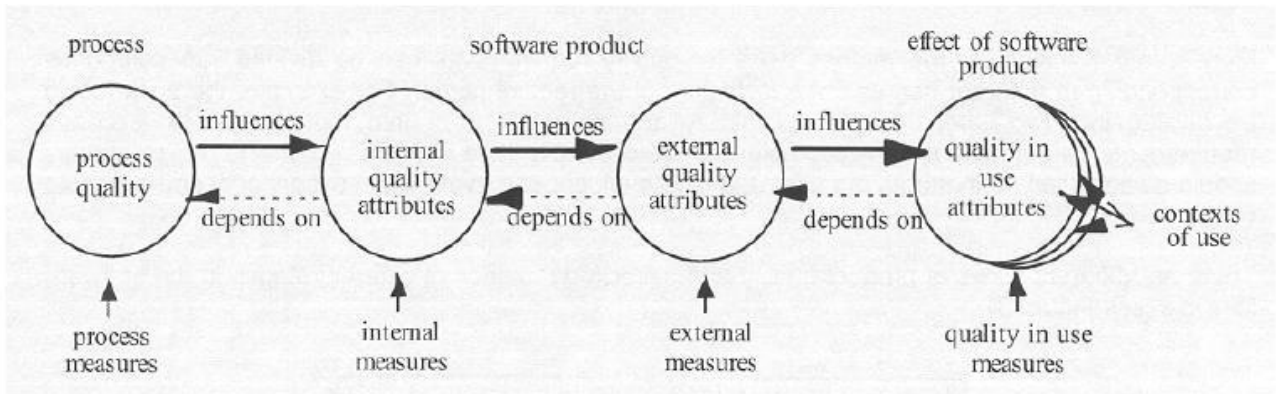 process
software product
effect of software
product
influences
influences
influences
process
quality
internal
quality
attributes
external
quality
attributes
quality in
use
attributes
depends on
depends on
depends on
contexts
of use
process
measures
internal
measures
external
measures
quality in use
measures